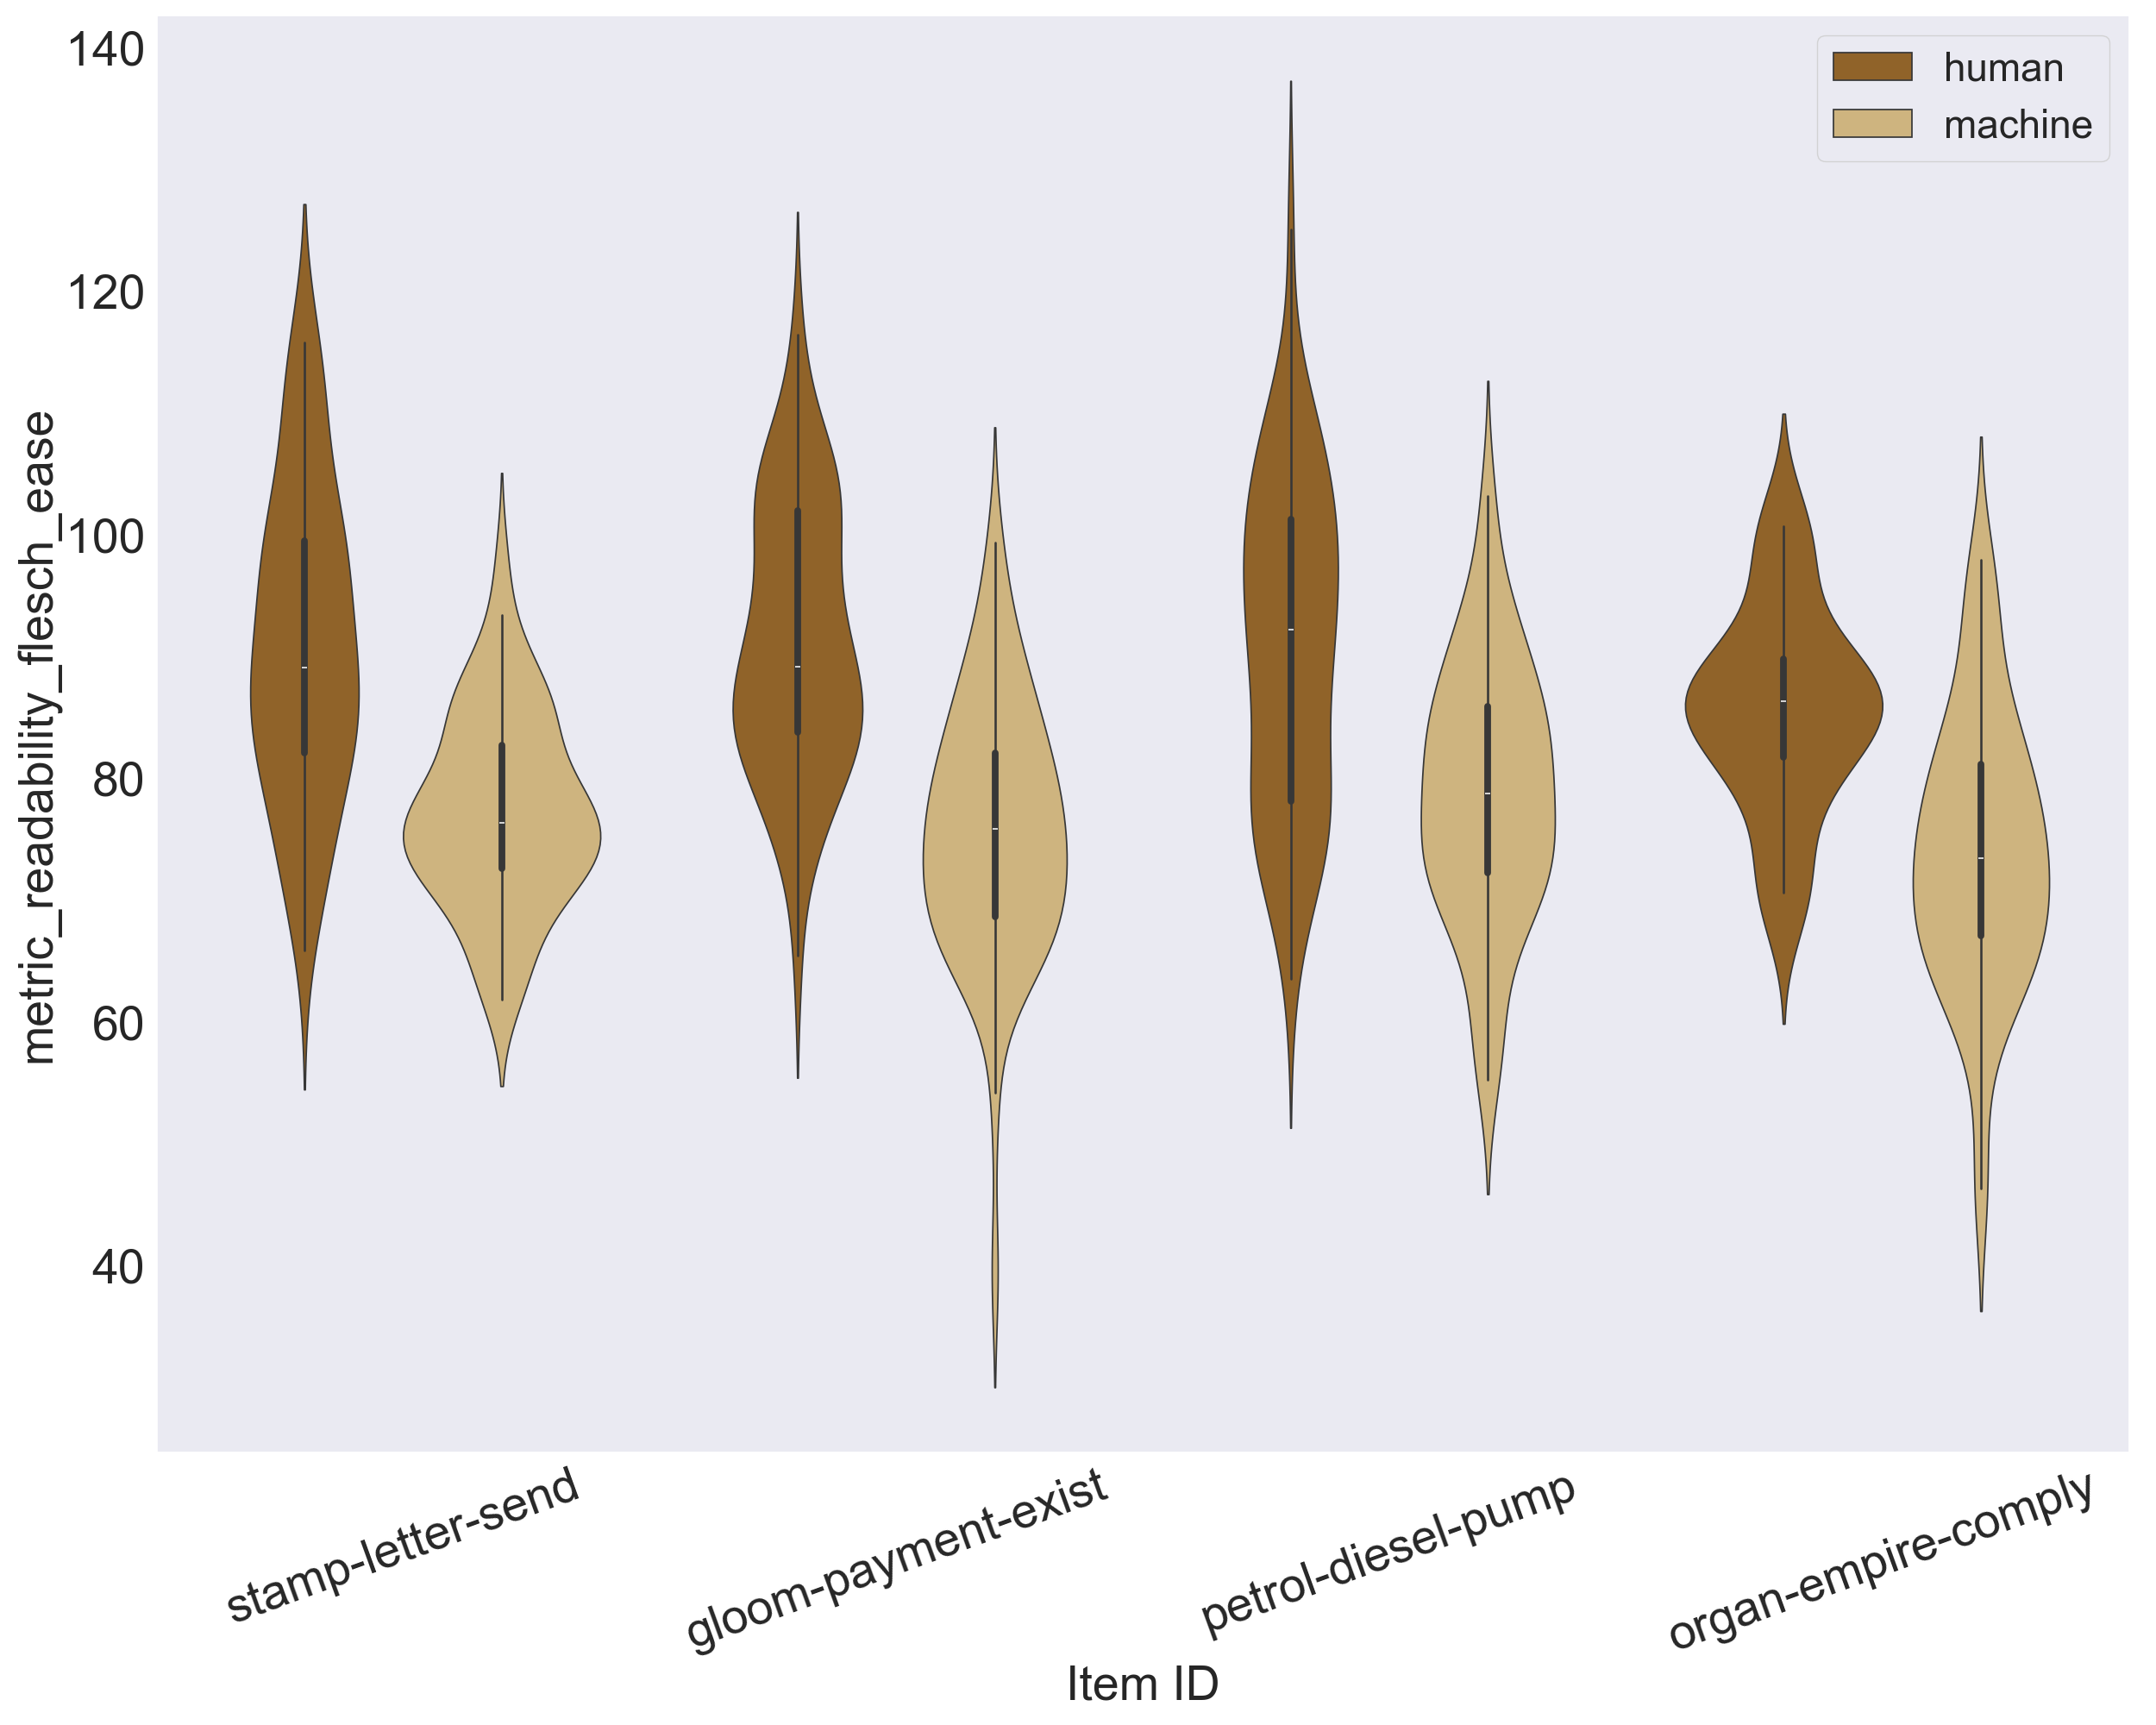 metric_readability_flesch_ease
140
120
100
80
60
40
human
machine
stamp-letter-send
gloom-payment-exist
petrol-diesel-pump
organ-empire-comply
Item ID